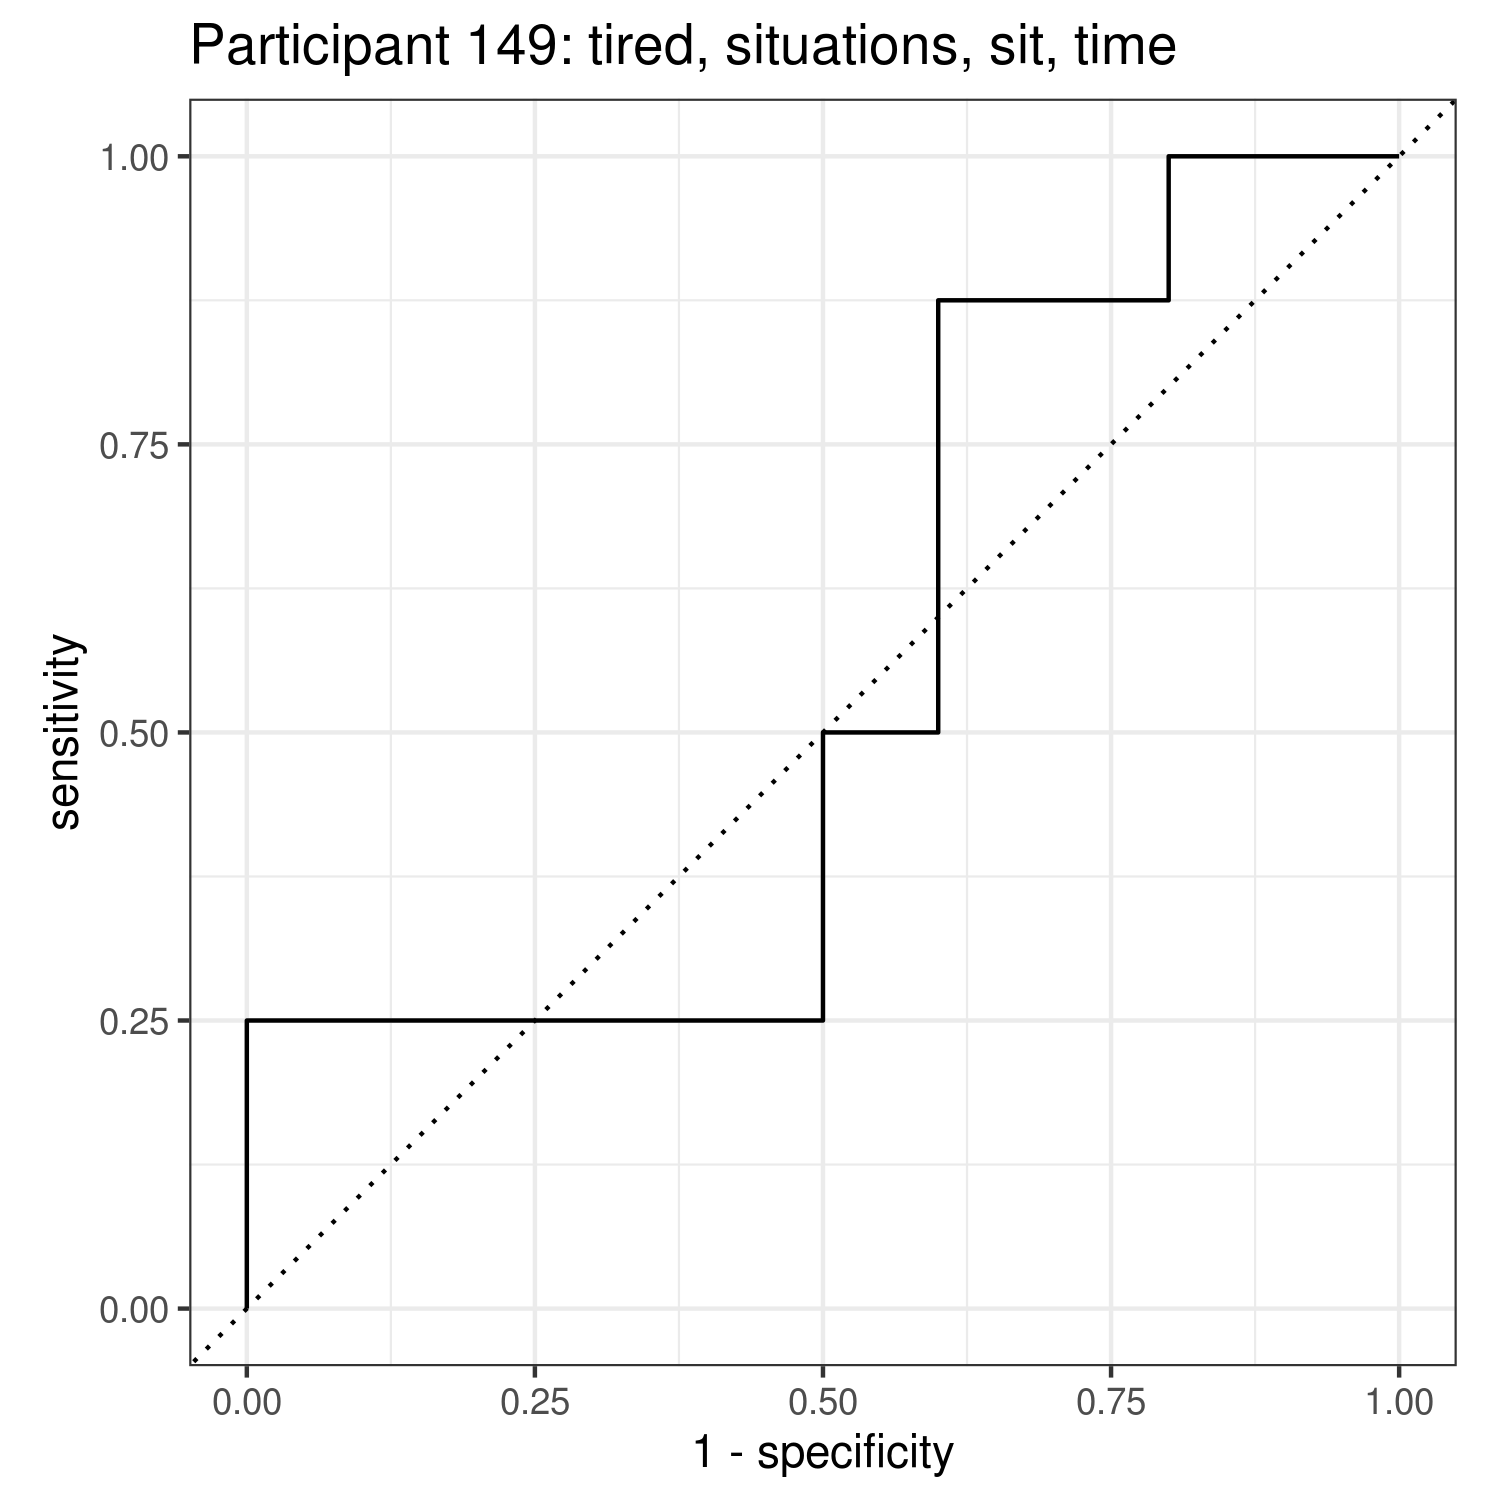 Participant 149: tired, situations, sit, time
1.00
0.75
0.50
0.25
0.00
sensitivity
0.00 0.25 0.50 0.75 1.00
1 - specificity